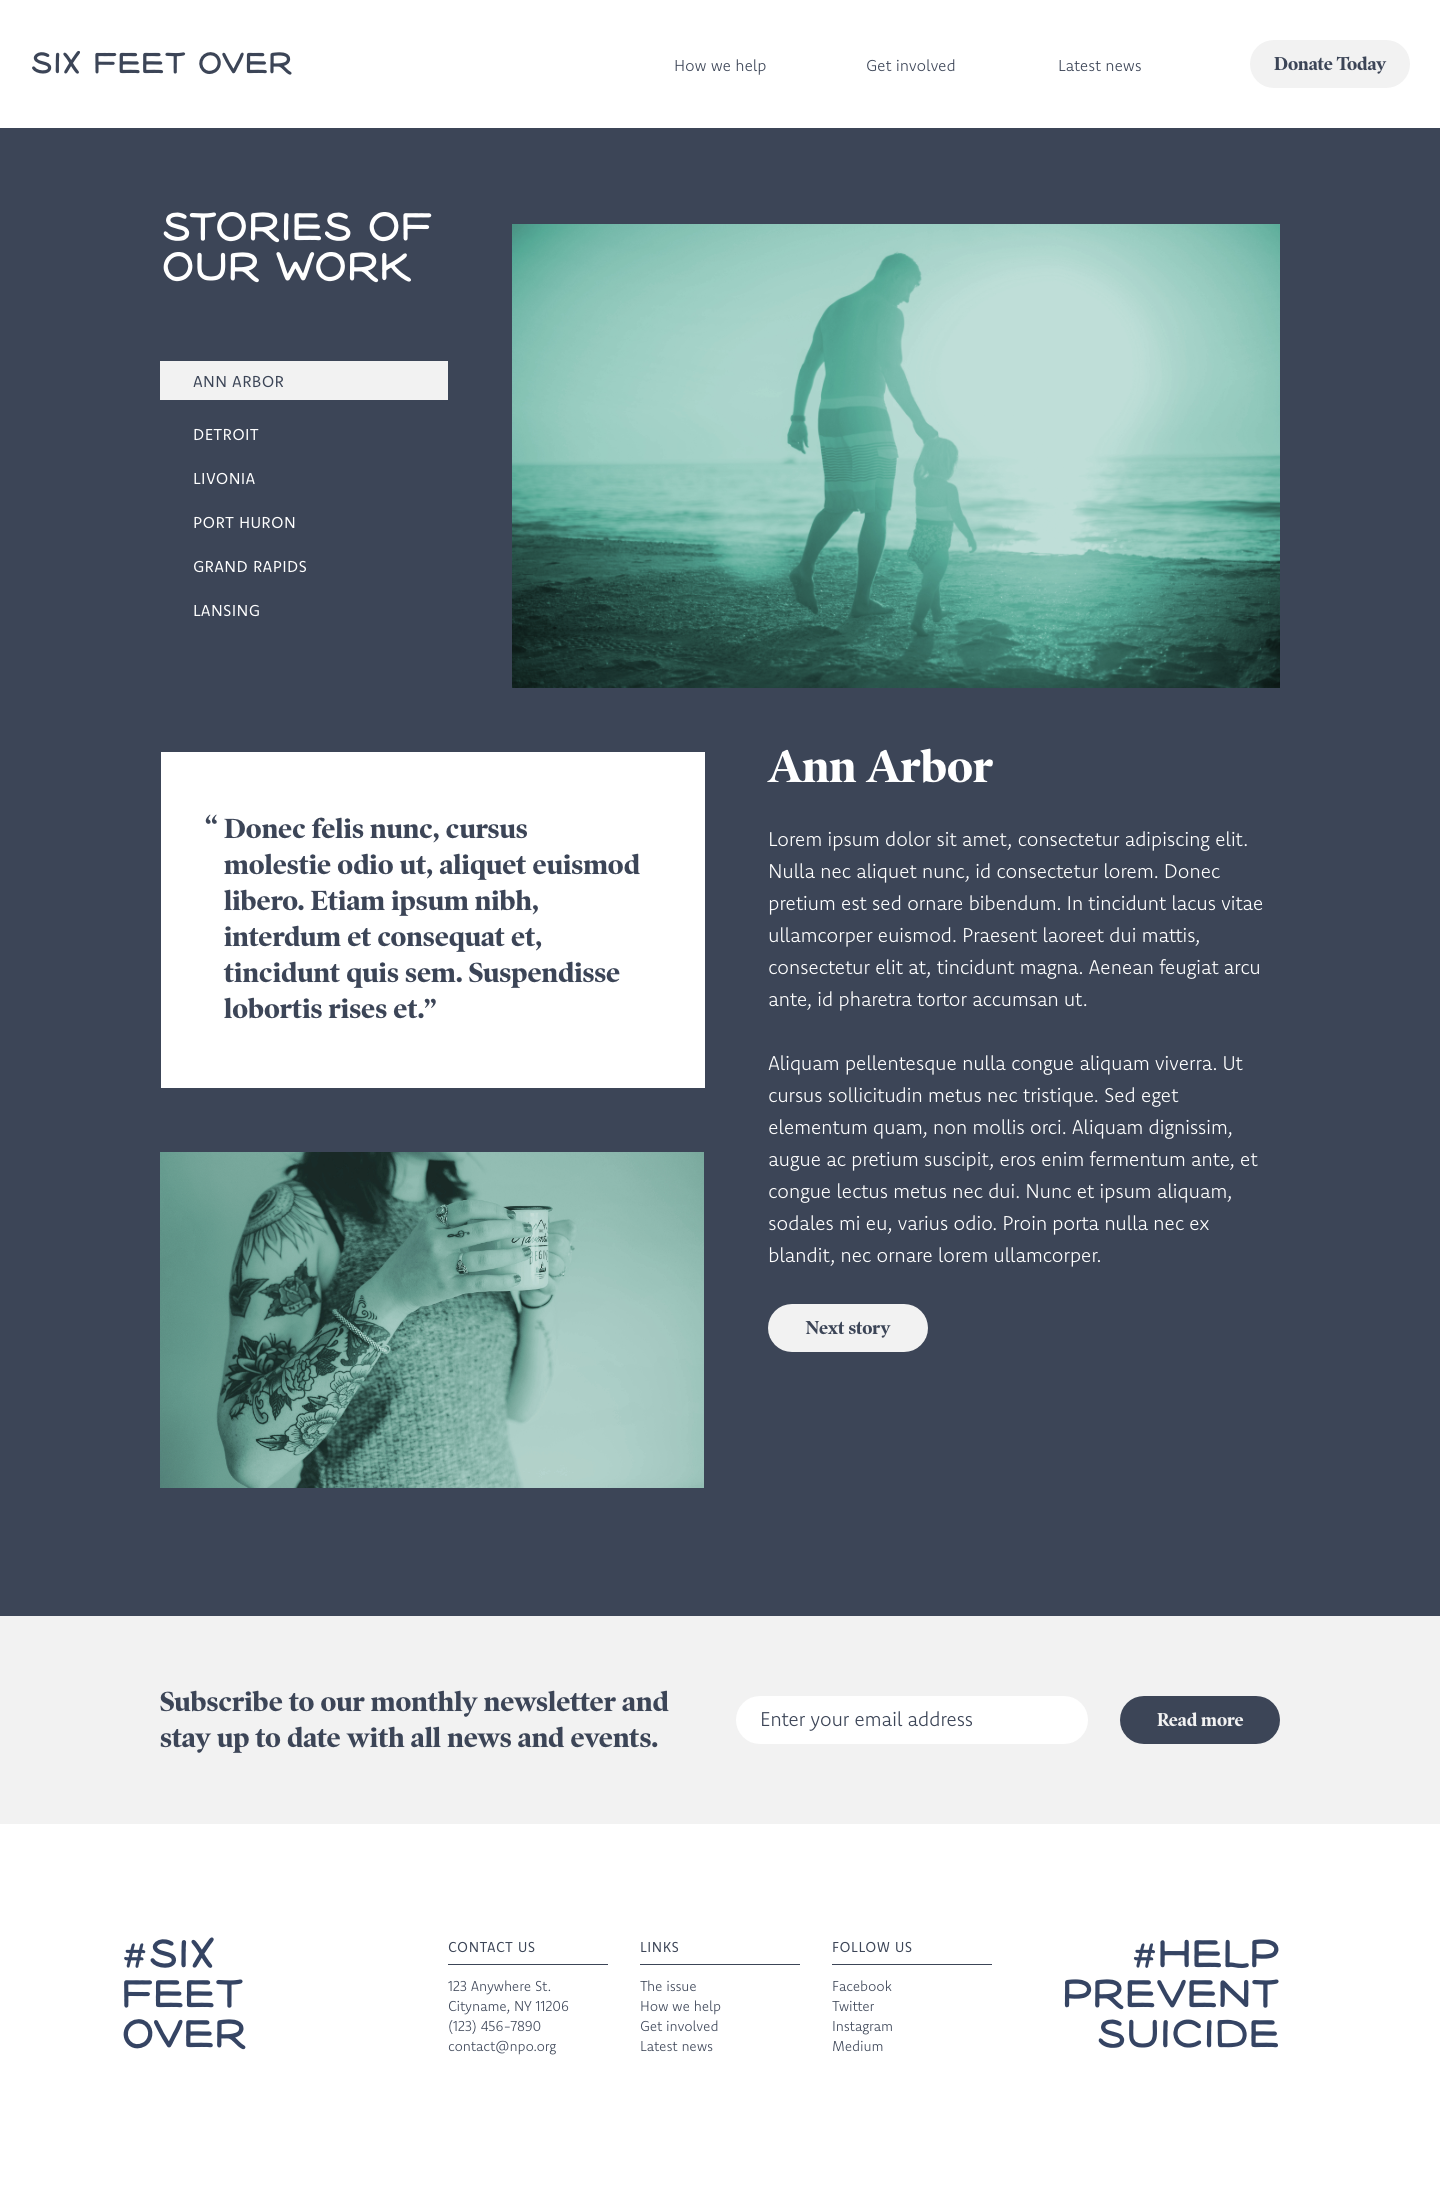 SIX FEET OVER
How we help
Get involved
Latest news
Donate Today
STORIES OF
OUR WORK
ANN ARBOR
DETROIT
LIVONIA
PORT HURON
GRAND RAPIDS
LANSING
“Donec felis nunc, cursus
molestie odio ut, aliquet euismod
libero. Etiam ipsum nibh,
interdum et consequat et,
tincidunt quis sem. Suspendisse
lobortis rises et.”
Ann Arbor
Lorem ipsum dolor sit amet, consectetur adipiscing elit.
Nulla nec aliquet nunc, id consectetur lorem. Donec
pretium est sed ornare bibendum. In tincidunt lacus vitae
ullamcorper euismod. Praesent laoreet dui mattis,
consectetur elit at, tincidunt magna. Aenean feugiat arcu
ante, id pharetra tortor accumsan ut.
Aliquam pellentesque nulla congue aliquam viverra. Ut
cursus sollicitudin metus nec tristique. Sed eget
elementum quam, non mollis orci. Aliquam dignissim,
augue ac pretium suscipit, eros enim fermentum ante, et
congue lectus metus nec dui. Nunc et ipsum aliquam,
sodales mi eu, varius odio. Proin porta nulla nec ex
blandit, nec ornare lorem ullamcorper.
Next story
Subscribe to our monthly newsletter and
stay up to date with all news and events.
Enter your email address
Read more
#SIX
FEET
OVER
CONTACT US
123 Anywhere St.
Cityname, NY 11206
(123) 456-7890
contact@npo.org
LINKS
The issue
How we help
Get involved
Latest news
FOLLOW US
Facebook
Twitter
Instagram
Medium
#HELP
PREVENT
SUICIDE